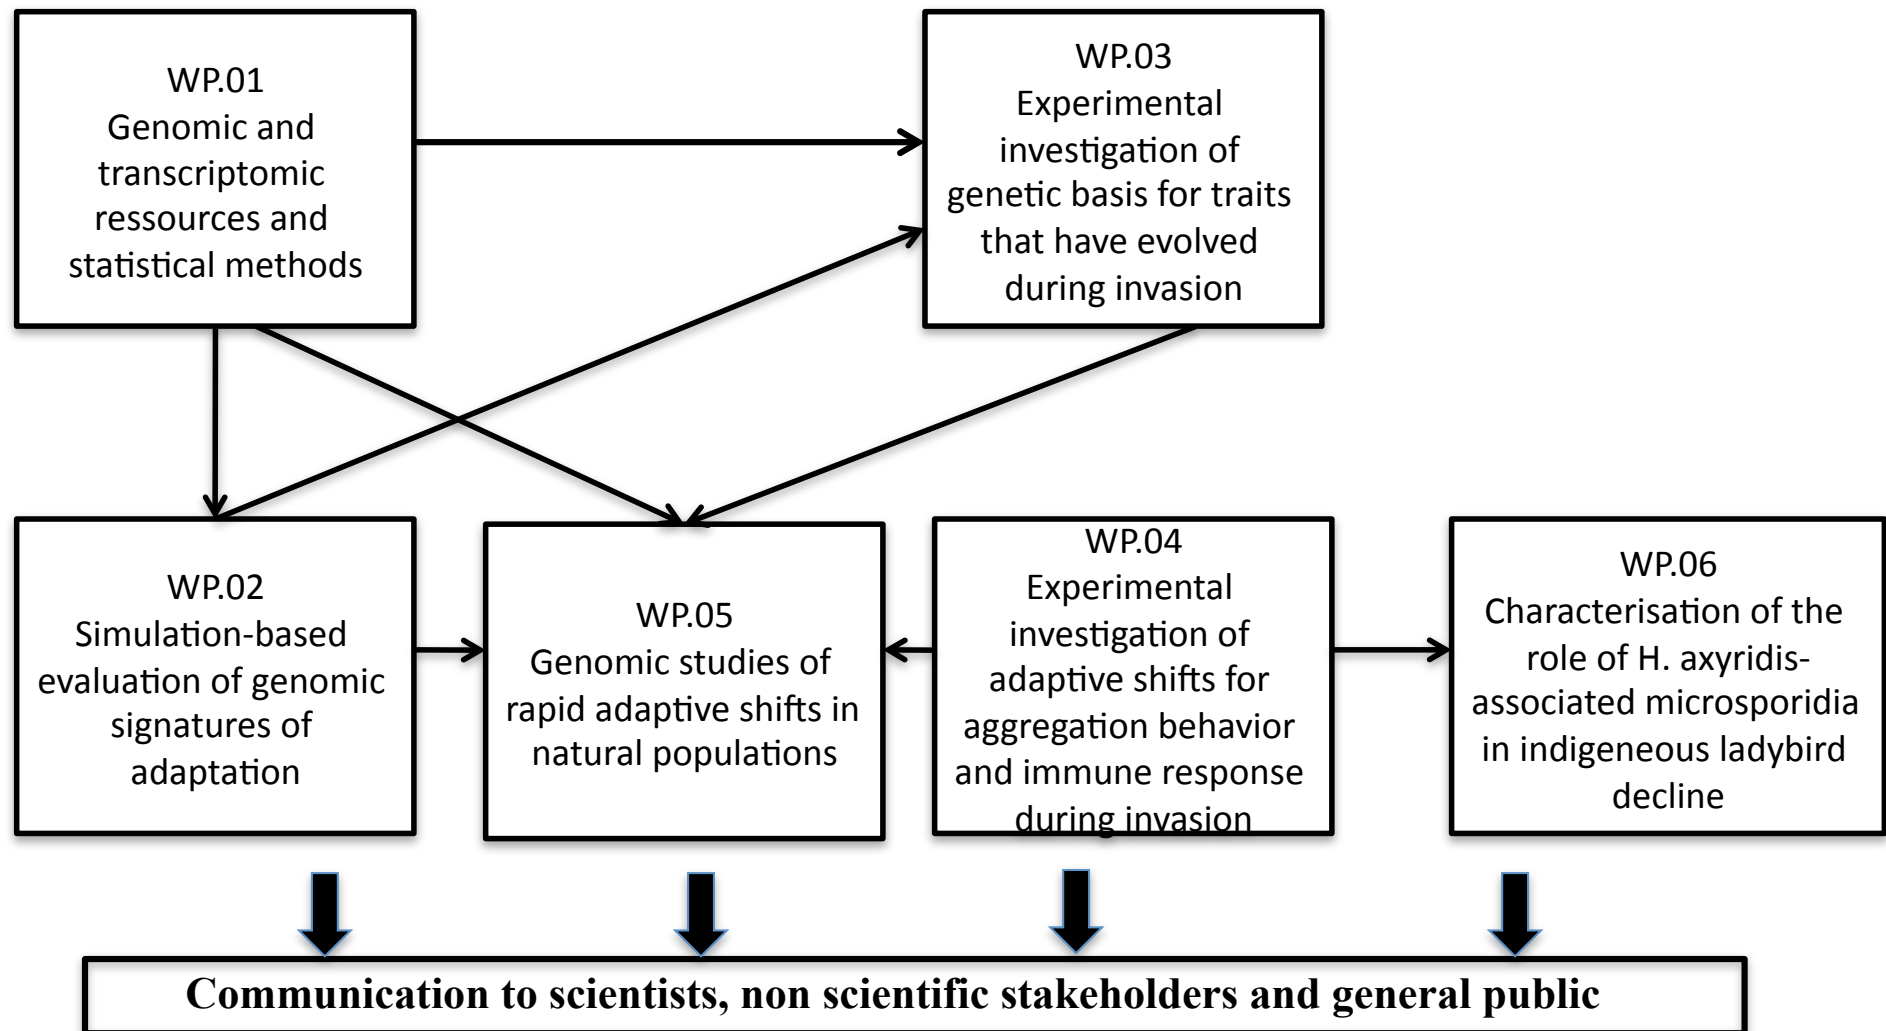 WP.01
Genomic and
transcriptomic
ressources and
statistical methods
WP.03
Experimental
investigation of
genetic basis for traits
that have evolved
during invasion
WP.02
Simulation-based
evaluation of genomic
signatures of
adaptation
WP.05
Genomic studies of
rapid adaptive shifts in
natural populations
WP.04
Experimental
investigation of
adaptive shifts for
aggregation behavior
and immune response
during invasion
WP.06
Characterisation of the
role of H. axyridis-
associated microsporidia
in indigeneous ladybird
decline
Communication to scientists, non scientific stakeholders and general public